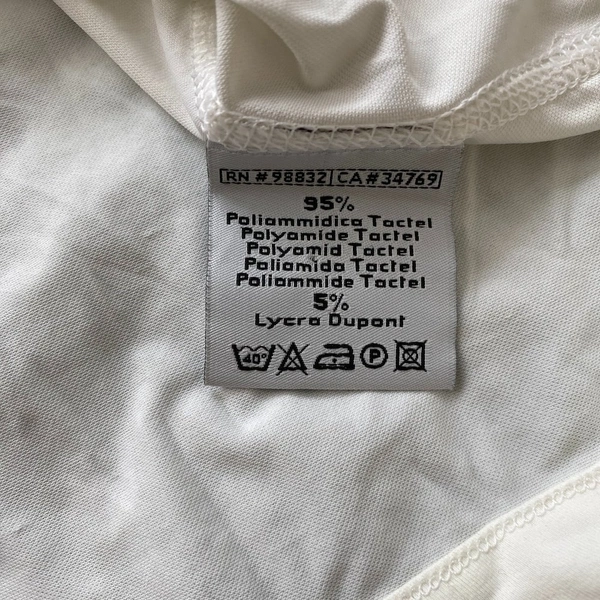 RN #98832 CA#34769
95%
Poliammidica Tactel
Polyamide Tactel
Polyamid Tactel
Poliamida Tactel
Poliammide Tactel
5%
Lycra Dupont
40° P